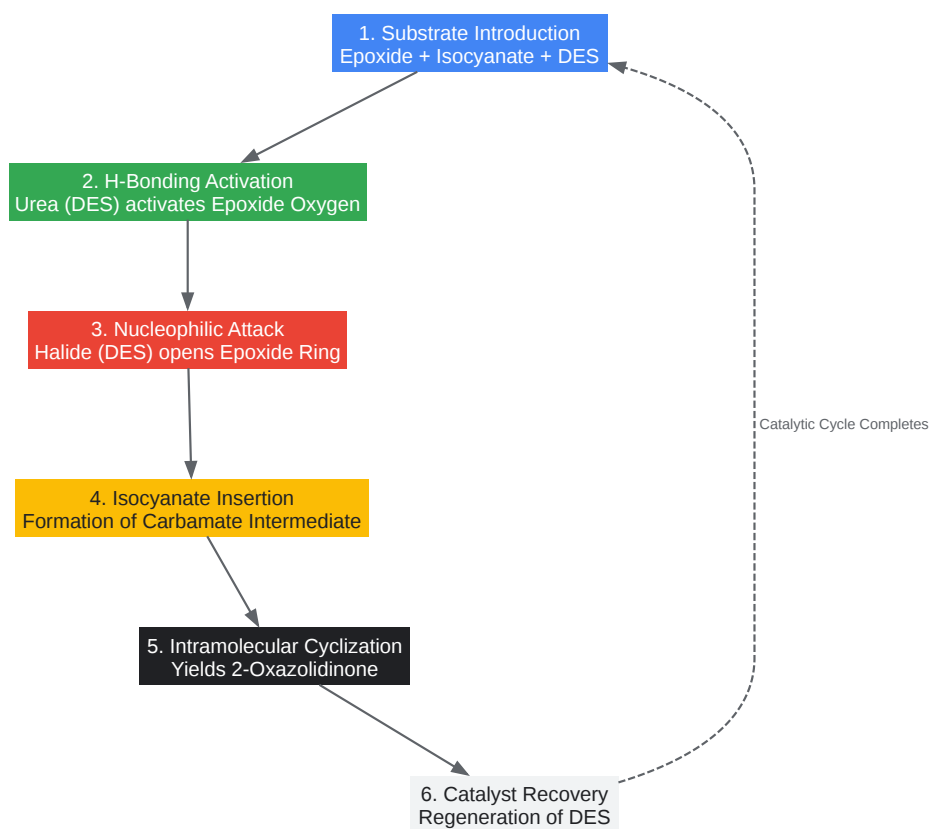 1. Substrate Introduction
Epoxide + Isocyanate + DES
2. H-Bonding Activation
Urea (DES) activates Epoxide Oxygen
3. Nucleophilic Attack
Halide (DES) opens Epoxide Ring
Catalytic Cycle Completes
4. Isocyanate Insertion
Formation of Carbamate Intermediate
5. Intramolecular Cyclization
Yields 2-Oxazolidinone
6. Catalyst Recovery
Regeneration of DES